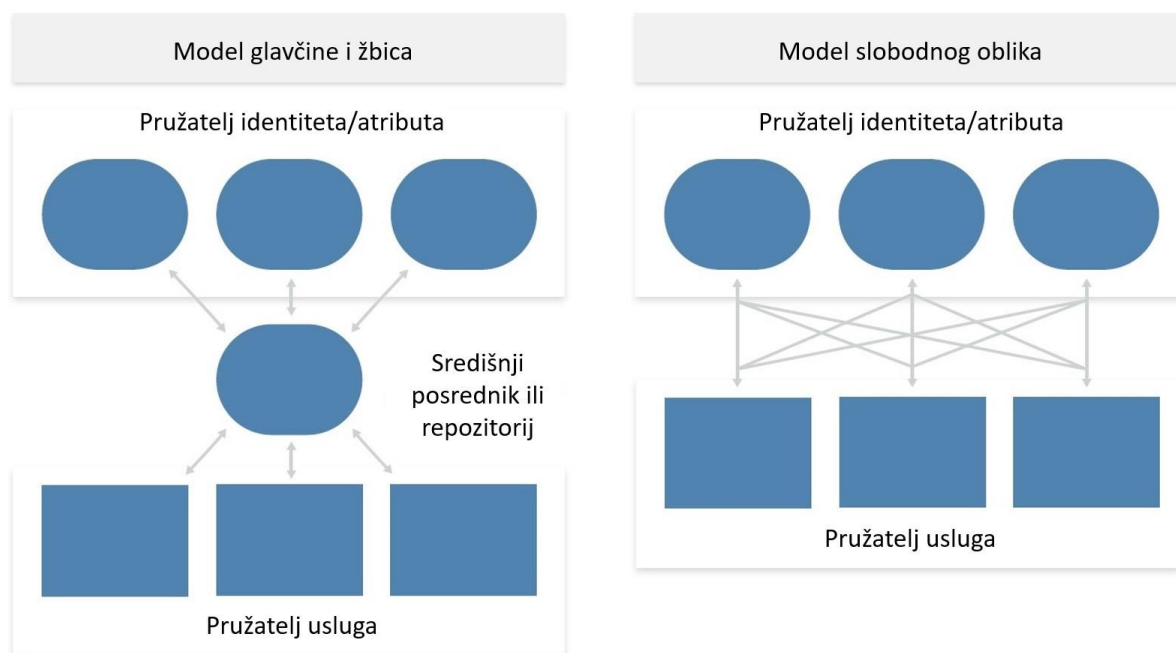 Model glavčine i žbica
Pružatelj identiteta/atributa
Središnji
posrednik ili
repozitorij
Pružatelj usluga
Model slobodnog oblika
Pružatelj identiteta/atributa
Pružatelj usluga